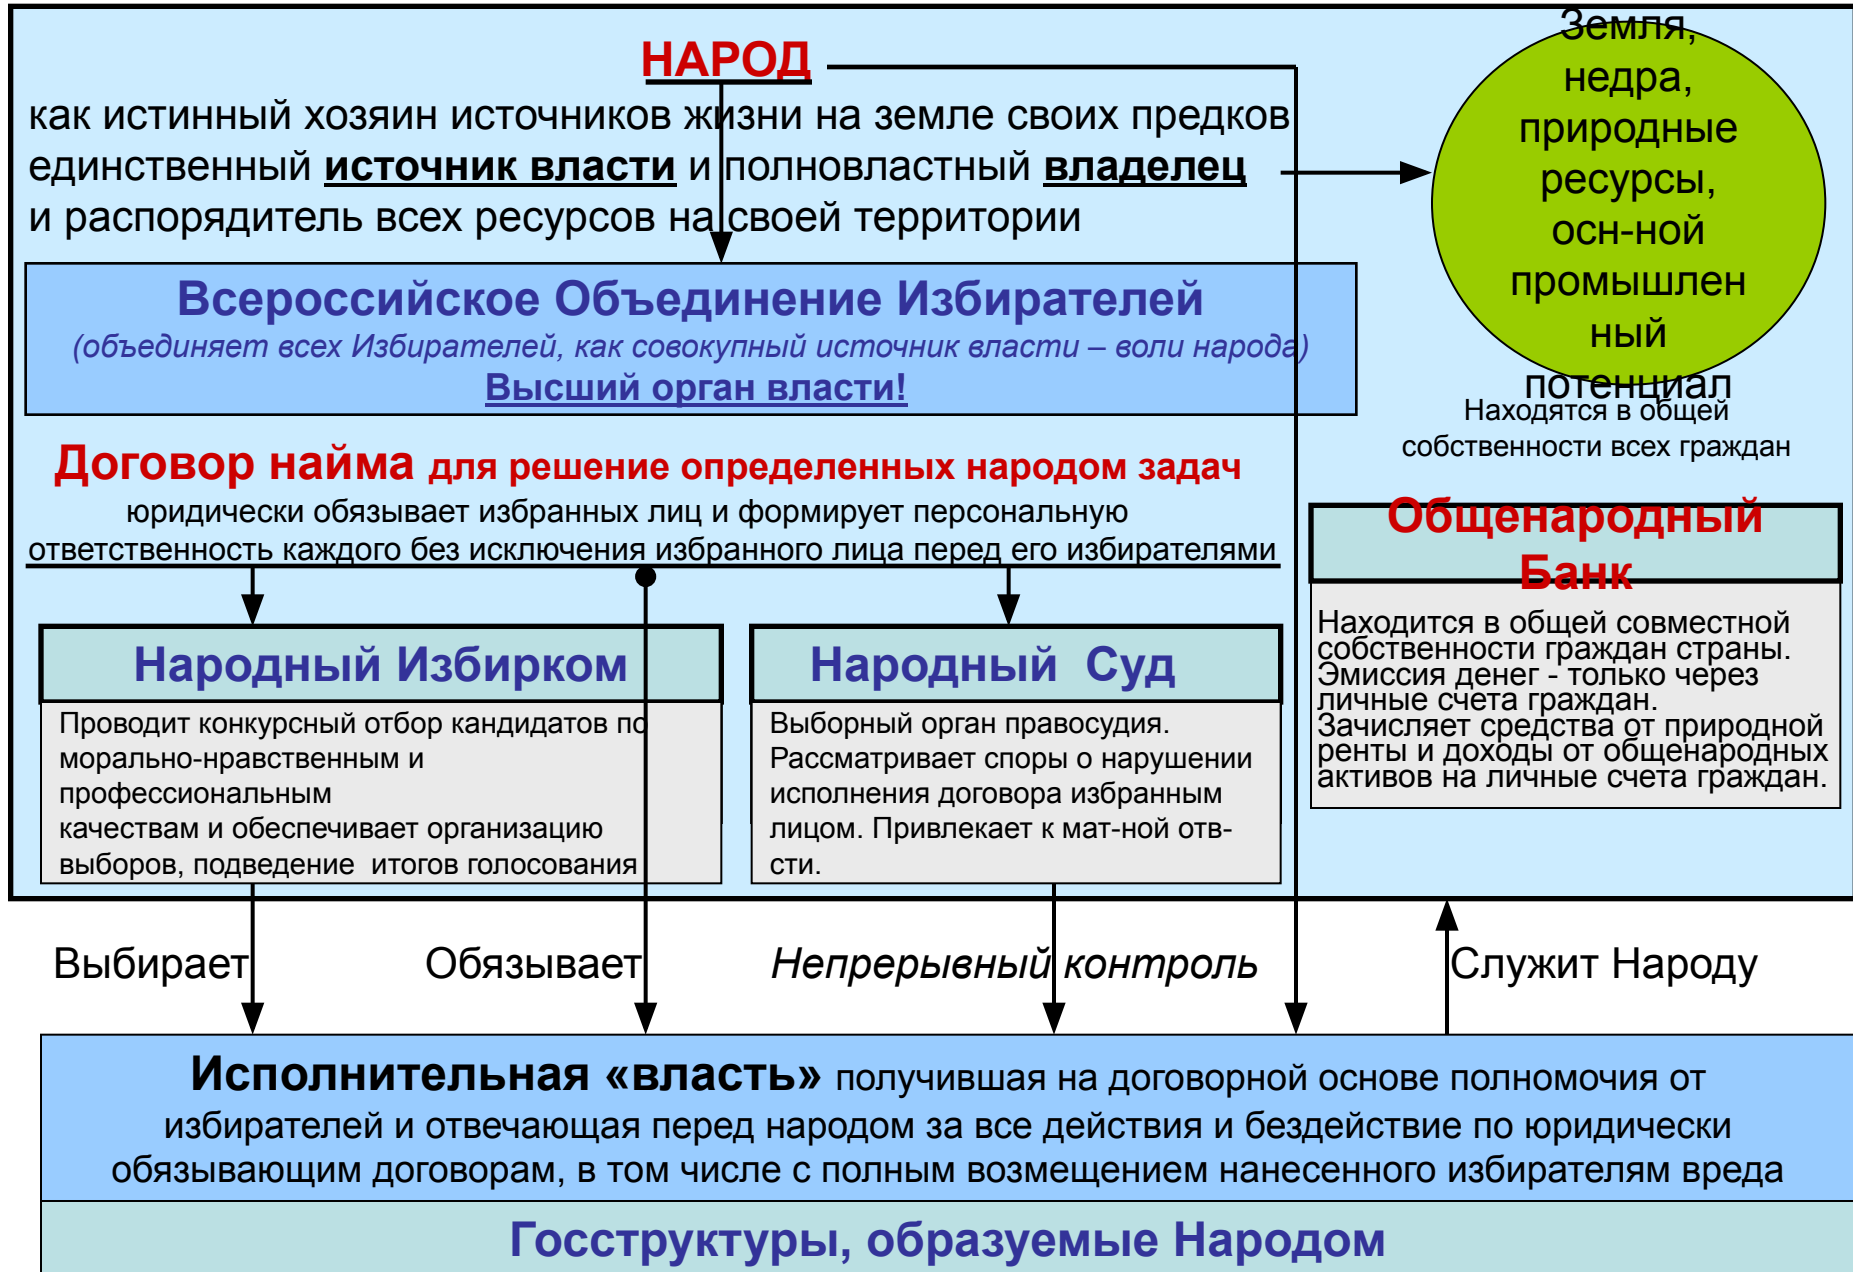 НАРОД
как истинный хозяин источников жизни на земле своих предков
единственный источник власти и полновластный владелец
и распорядитель всех ресурсов на своей территории
Земля,
недра,
природные
ресурсы,
осн-ной
промышлен
ный
потенциал
Находятся в общей
собственности всех граждан
Всероссийское Объединение Избирателей
(объединяет всех Избирателей, как совокупный источник власти – воли народа)
Высший орган власти!
Договор найма для решение определенных народом задач
юридически обязывает избранных лиц и формирует персональную
ответственность каждого без исключения избранного лица перед его избирателями
Народный Избирком
Проводит конкурсный отбор кандидатов по
морально-нравственным и
профессиональным
качествам и обеспечивает организацию
выборов, подведение итогов голосования
Народный Суд
Выборный орган правосудия.
Рассматривает споры о нарушении
исполнения договора избранным
лицом. Привлекает к мат-ной отв-
сти.
Общенародный
Банк
Находится в общей совместной
собственности граждан страны.
Эмиссия денег - только через
личные счета граждан.
Зачисляет средства от природной
ренты и доходы от общенародных
активов на личные счета граждан.
Выбирает
Обязывает
Непрерывный контроль
Служит Народу
Исполнительная «власть» получившая на договорной основе полномочия от
избирателей и отвечающая перед народом за все действия и бездействие по юридически
обязывающим договорам, в том числе с полным возмещением нанесенного избирателям вреда
Госструктуры, образуемые Народом